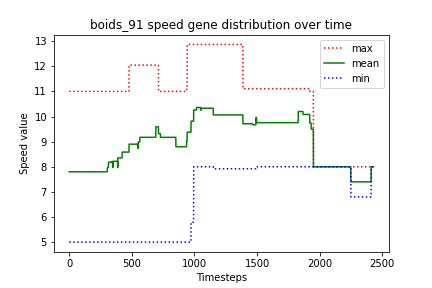 boids_91 speed gene distribution over time
13
12
11
10
9
8
7
6
5
Speed value
max
mean
min
0
500
1000
1500
2000
2500
Timesteps